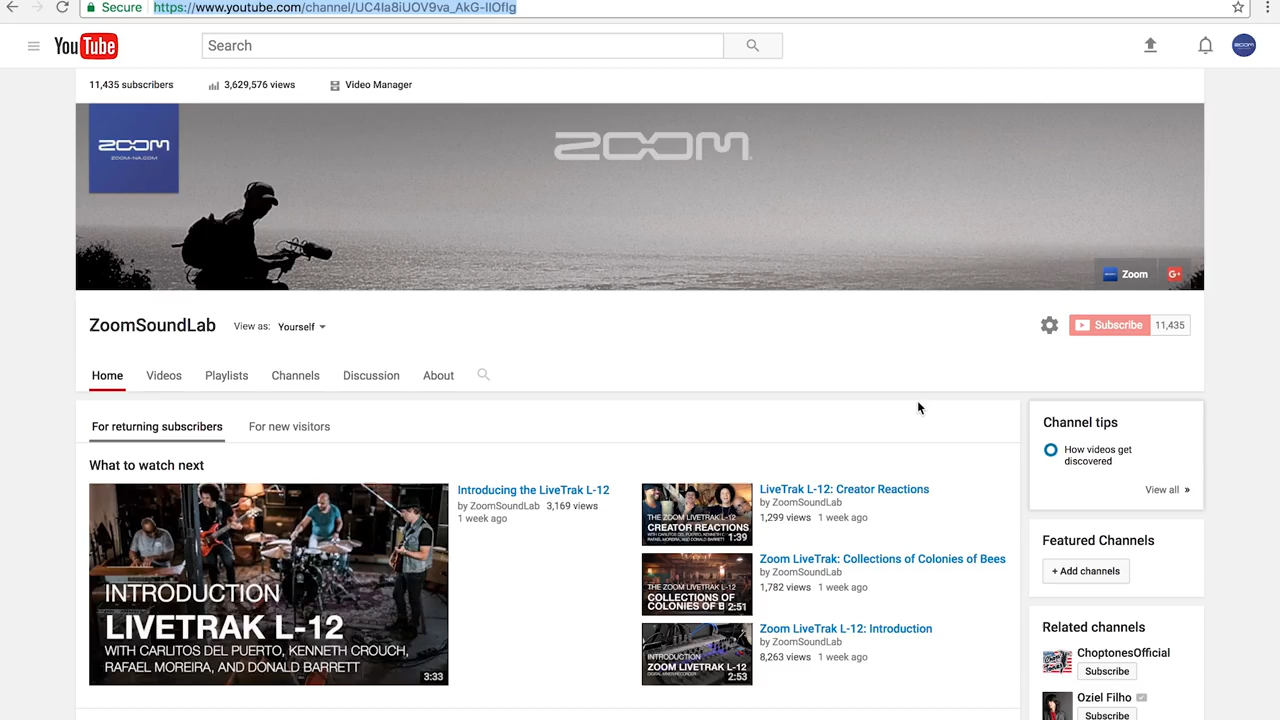 Secure https://www.youtube.com/channel/UC4Ia8iUOV9va_AkG-IIOfIg
YouTube
Search
ZOOM
11,435 subscribers
3,629,576 views
Video Manager
ZOOM
ZOOM-NA.COM
ZOOM
Zoom
G+
ZoomSoundLab
View as: Yourself
Subscribe 11,435
Home Videos Playlists Channels Discussion About
For returning subscribers For new visitors
What to watch next
INTRODUCTION
LIVETRAK L-12
WITH CARLITOS DEL PUERTO, KENNETH CROUCH,
RAFAEL MOREIRA, AND DONALD BARRETT
3:33
Introducing the LiveTrak L-12
by ZoomSoundLab 3,169 views
1 week ago
THE ZOOM LIVETRAK L-12
CREATOR REACTIONS
1:39
LiveTrak L-12: Creator Reactions
by ZoomSoundLab
1,299 views 1 week ago
THE ZOOM LIVETRAK L-12
COLLECTIONS OF
COLONIES OF B
2:51
Zoom LiveTrak: Collections of Colonies of Bees
by ZoomSoundLab
1,782 views 1 week ago
INTRODUCTION
ZOOM LIVETRAK L-12
DIGITAL MIXER/RECORDER
2:53
Zoom LiveTrak L-12: Introduction
by ZoomSoundLab
8,263 views 1 week ago
Channel tips
How videos get
discovered
View all »
Featured Channels
+ Add channels
Related channels
ChoptonesOfficial
Subscribe
Oziel Filho
Subscribe